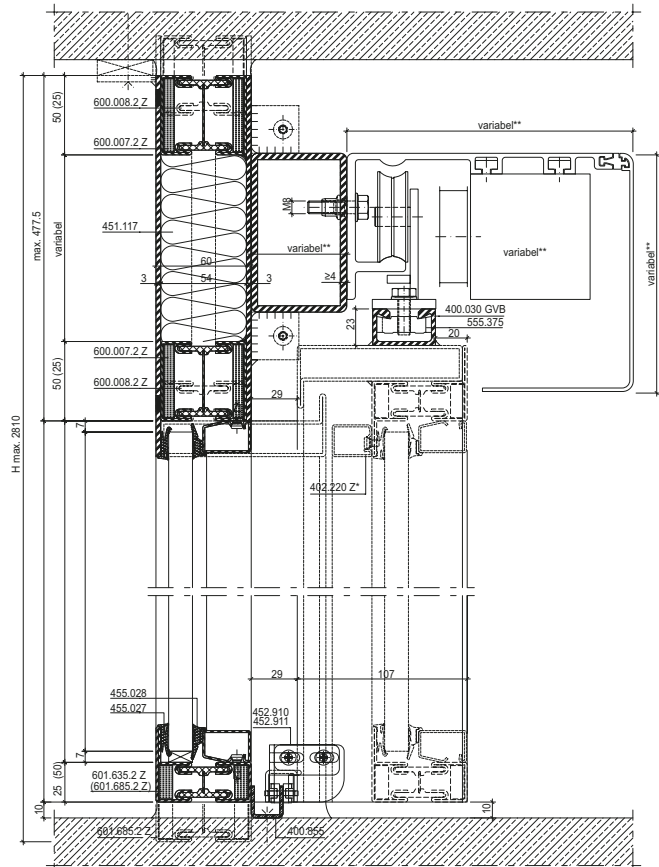 50 (25)
600.008.2 Z
variabel**
600.007.2 Z
max. 477.5
variabel
451.117
M8
variabel**
variabel**
variabel**
60
3
54
3
≥4
400.030 GVB
555.375
23
20
600.007.2 Z
50 (25)
600.008.2 Z
29
7
H max. 2810
402.220 Z*
29
107
455.028
455.027
452.910
452.911
7
601.635.2 Z
(601.685.2 Z)
25 (50)
10
10
601.685.2 Z
400.855